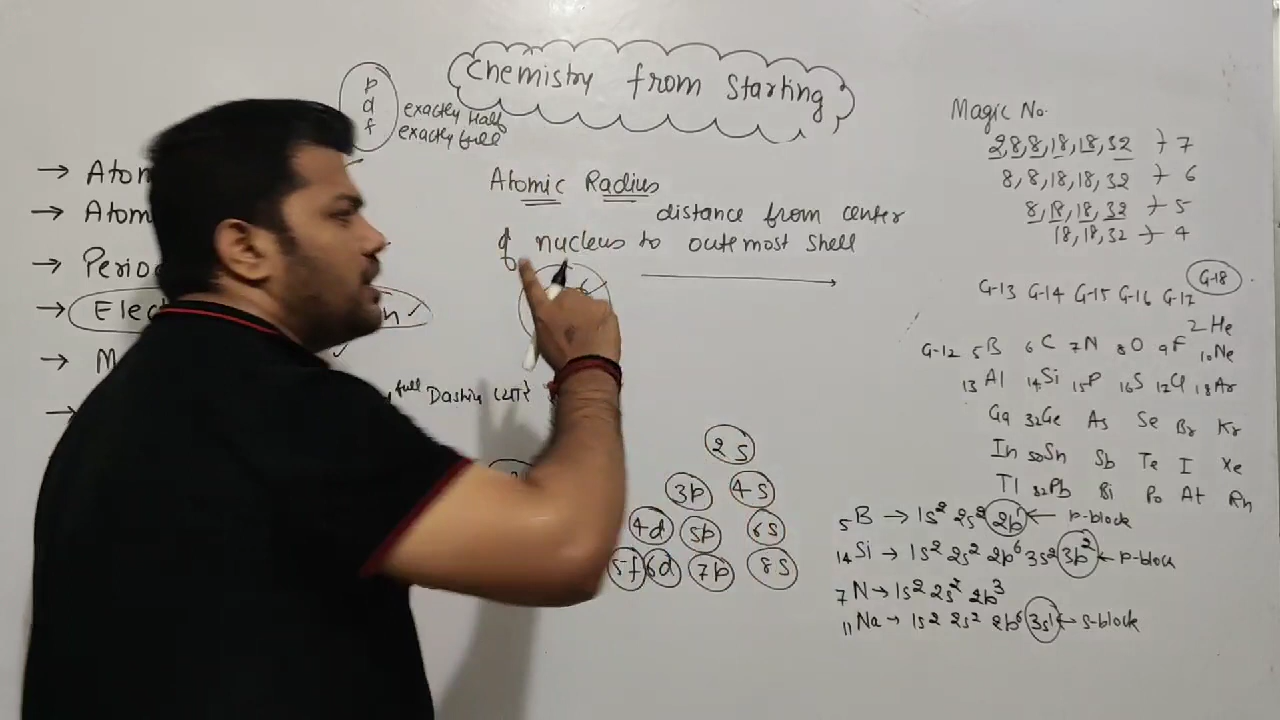 Chemistry from Starting
p
d
f
exactly Half
exactly full
→ Atom
→ Atom
→ Perio
→ Elec n
→ M
→
full Dashing
Atomic Radius
distance from center
of nucleus to outemost shell
2s
3p 4s
4d 5p 6s
5f 6d 7p 8s
Magic No.
2,8,8,18,18,32 → 7
8,8,18,18,32 → 6
8,18,18,32 → 5
18,18,32 → 4
G-13 G-14 G-15 G-16 G-17 G-18
2He
G-12 5B 6C 7N 8O 9F 10Ne
13Al 14Si 15P 16S 17Cl 18Ar
Ga 32Ge As Se Br Kr
In 50Sn Sb Te I Xe
Tl 82Pb Bi Po At Rn
5B → 1s² 2s² 2p¹ ← p-block
14Si → 1s² 2s² 2p⁶ 3s² 3p² ← p-block
7N → 1s² 2s² 2p³
11Na → 1s² 2s² 2p⁶ 3s¹ ← s-block